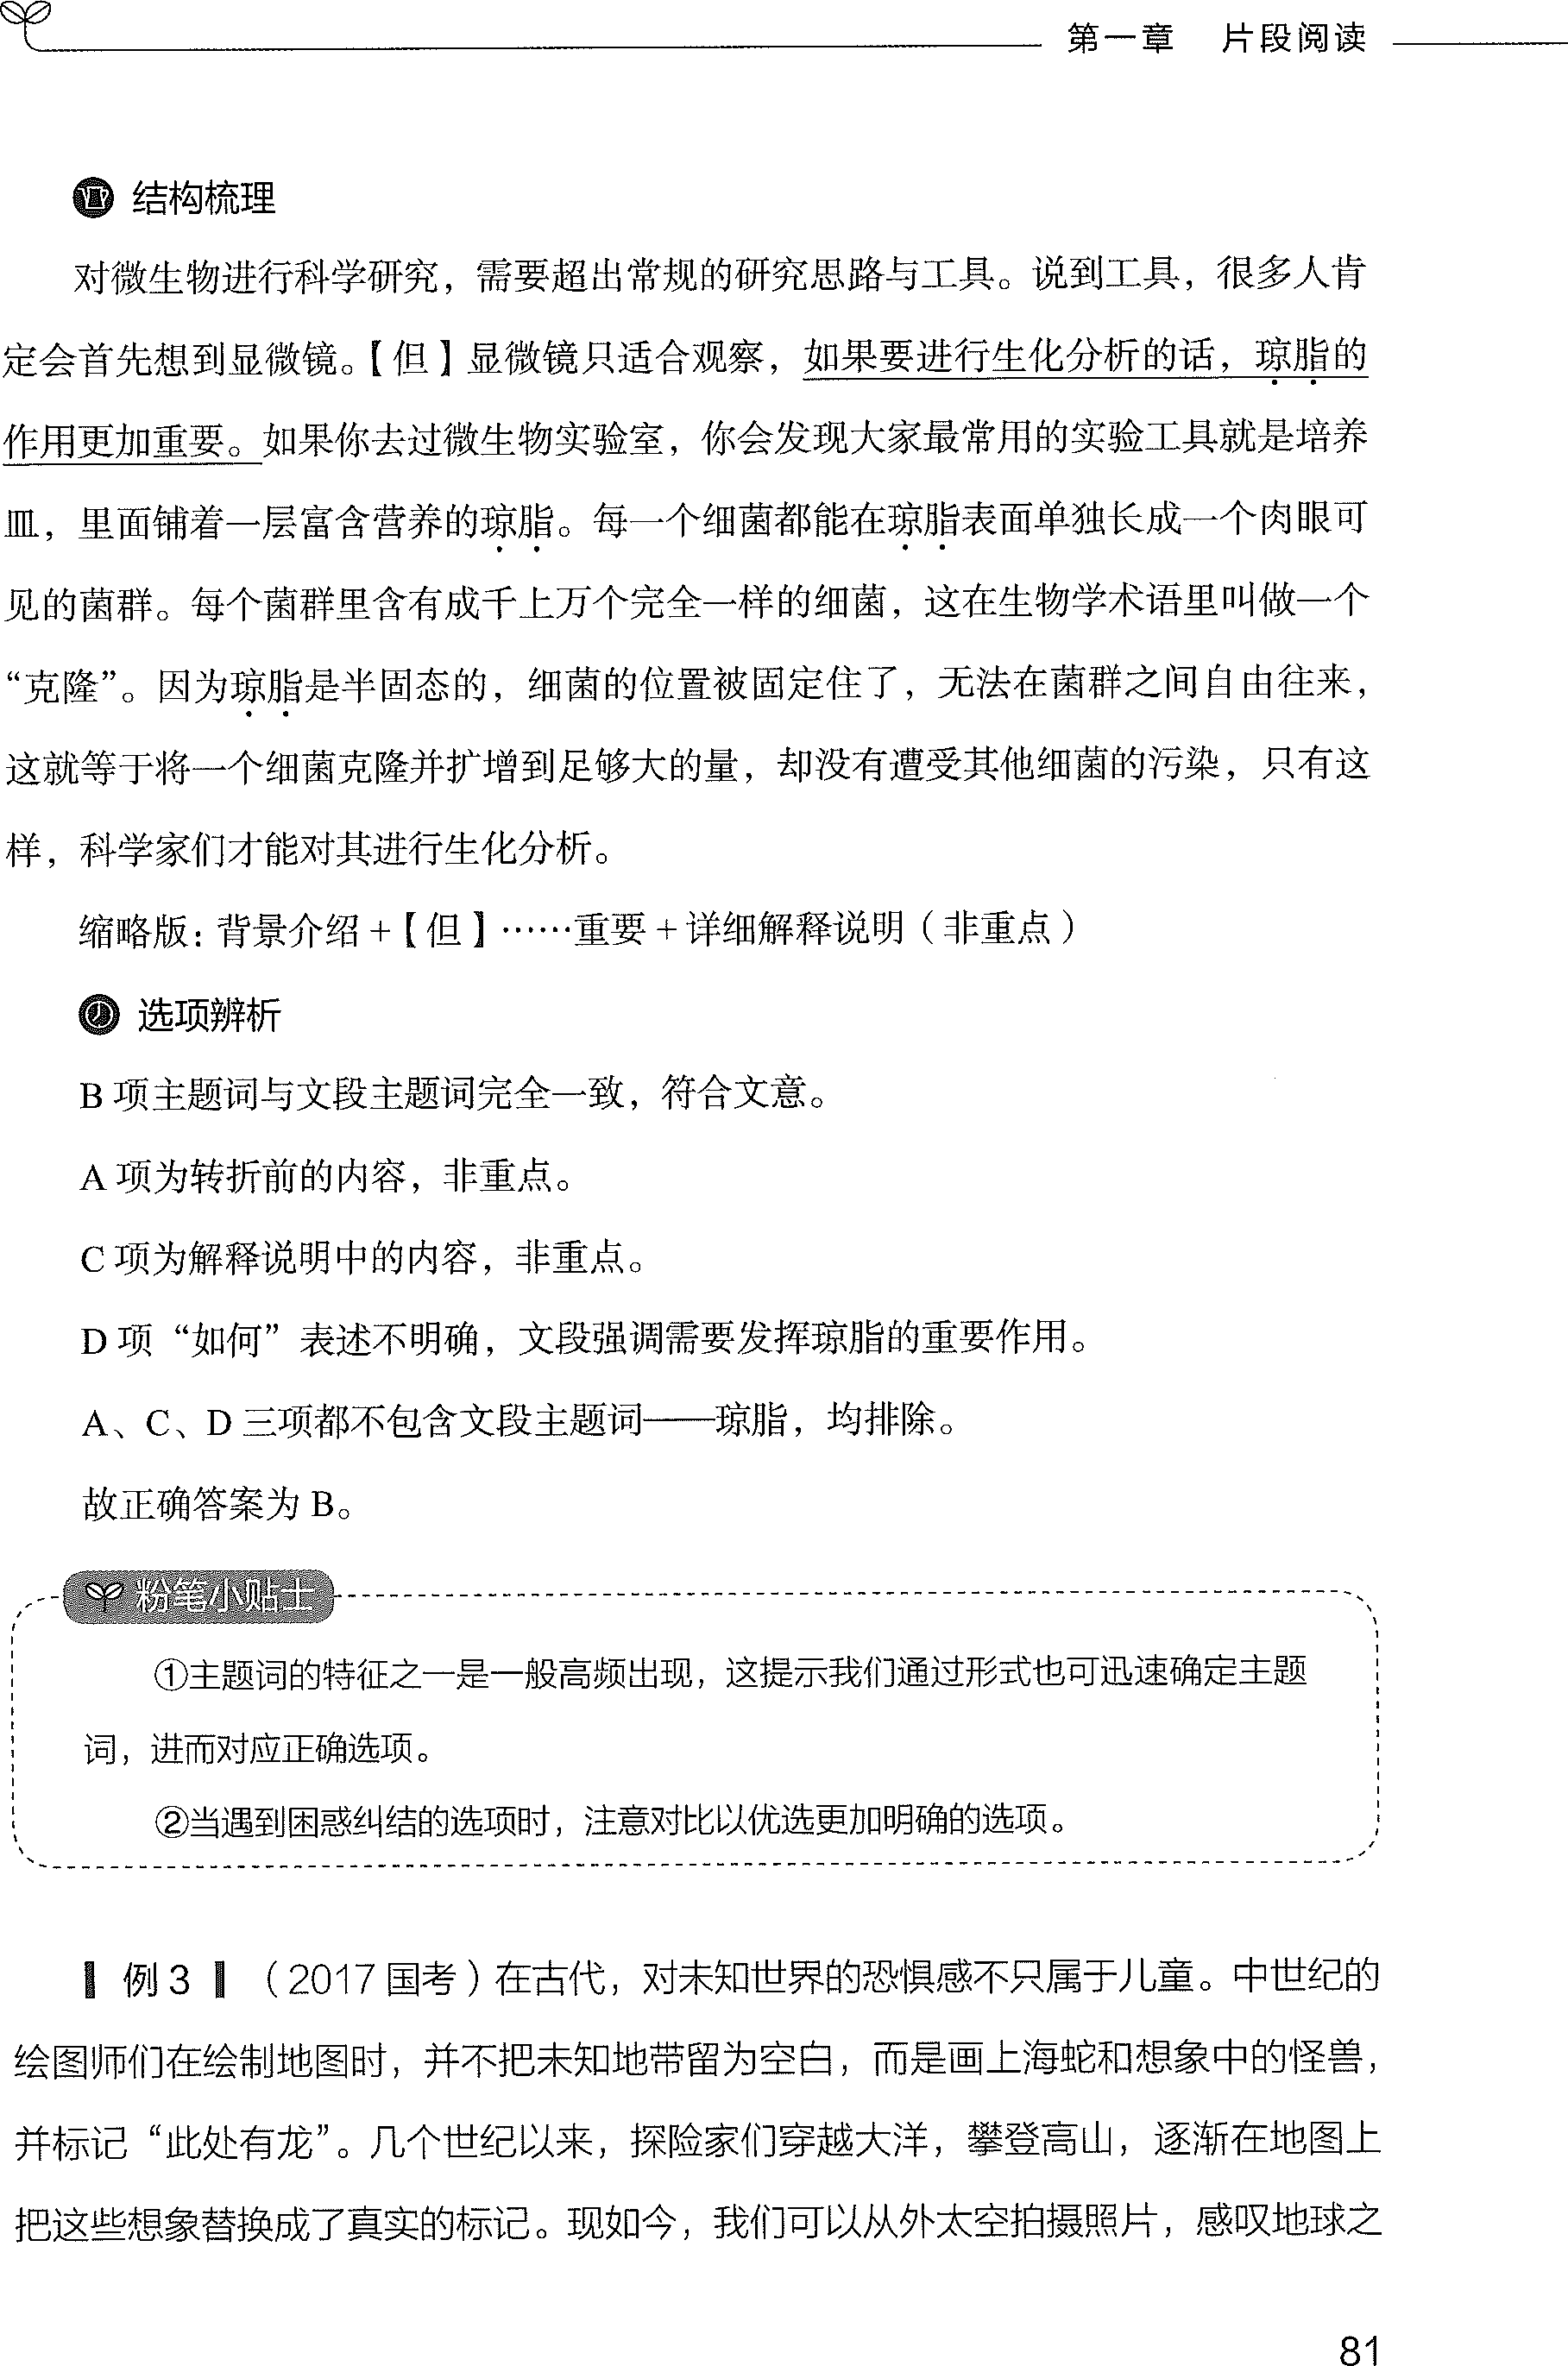 第一章 片段阅读
结构梳理
对微生物进行科学研究，需要超出常规的研究思路与工具。说到工具，很多人肯
定会首先想到显微镜。【但】显微镜只适合观察，如果要进行生化分析的话，琼脂的
作用更加重要。如果你去过微生物实验室，你会发现大家最常用的实验工具就是培养
皿，里面铺着一层富含营养的琼脂。每一个细菌都能在琼脂表面单独长成一个肉眼可
见的菌群。每个菌群里含有成千上万个完全一样的细菌，这在生物学术语里叫做一个
“克隆”。因为琼脂是半固态的，细菌的位置被固定住了，无法在菌群之间自由往来，
这就等于将一个细菌克隆并扩增到足够大的量，却没有遭受其他细菌的污染，只有这
样，科学家们才能对其进行生化分析。
缩略版：背景介绍+【但】……重要+详细解释说明（非重点）
选项辨析
B 项主题词与文段主题词完全一致，符合文意。
A 项为转折前的内容，非重点。
C 项为解释说明中的内容，非重点。
D 项“如何”表述不明确，文段强调需要发挥琼脂的重要作用。
A、C、D 三项都不包含文段主题词——琼脂，均排除。
故正确答案为 B。
粉笔小贴士
①主题词的特征之一是一般高频出现，这提示我们通过形式也可迅速确定主题
词，进而对应正确选项。
②当遇到困惑纠结的选项时，注意对比以优选更加明确的选项。
例 3 （2017 国考）在古代，对未知世界的恐惧感不只属于儿童。中世纪的
绘图师们在绘制地图时，并不把未知地带留为空白，而是画上海蛇和想象中的怪兽，
并标记“此处有龙”。几个世纪以来，探险家们穿越大洋，攀登高山，逐渐在地图上
把这些想象替换成了真实的标记。现如今，我们可以从外太空拍摄照片，感叹地球之
81